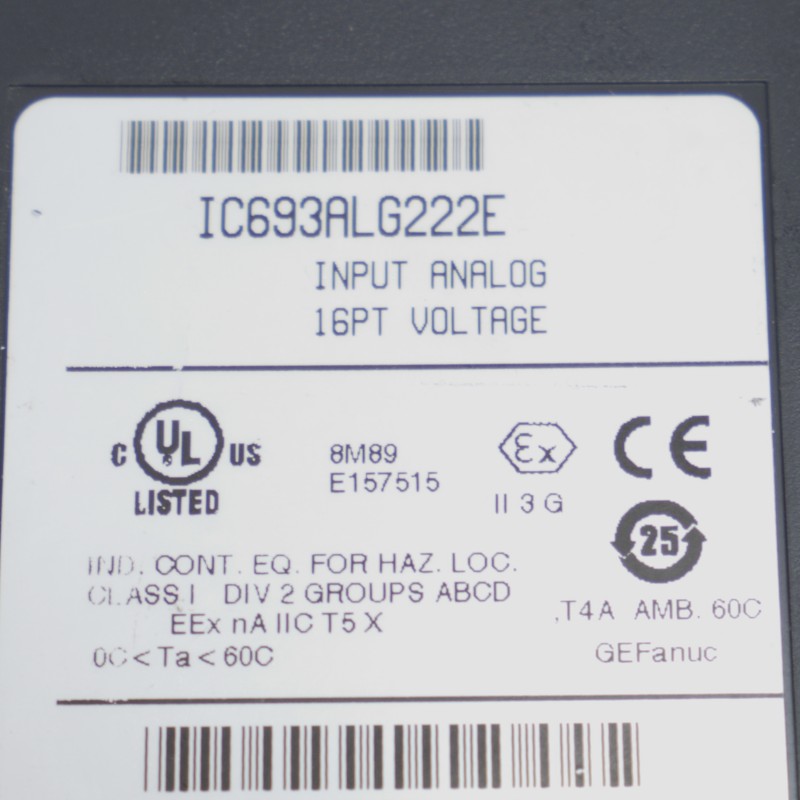 IC693ALG222E
INPUT ANALOG
16PT VOLTAGE
C UL US
LISTED
8M89
E157515
Ex
II 3 G
CE
25
IND. CONT. EQ. FOR HAZ. LOC.
CLASS I DIV 2 GROUPS ABCD
EEx nA IIC T5 X
0C<Ta<60C
,T4A AMB. 60C
GEFanuc